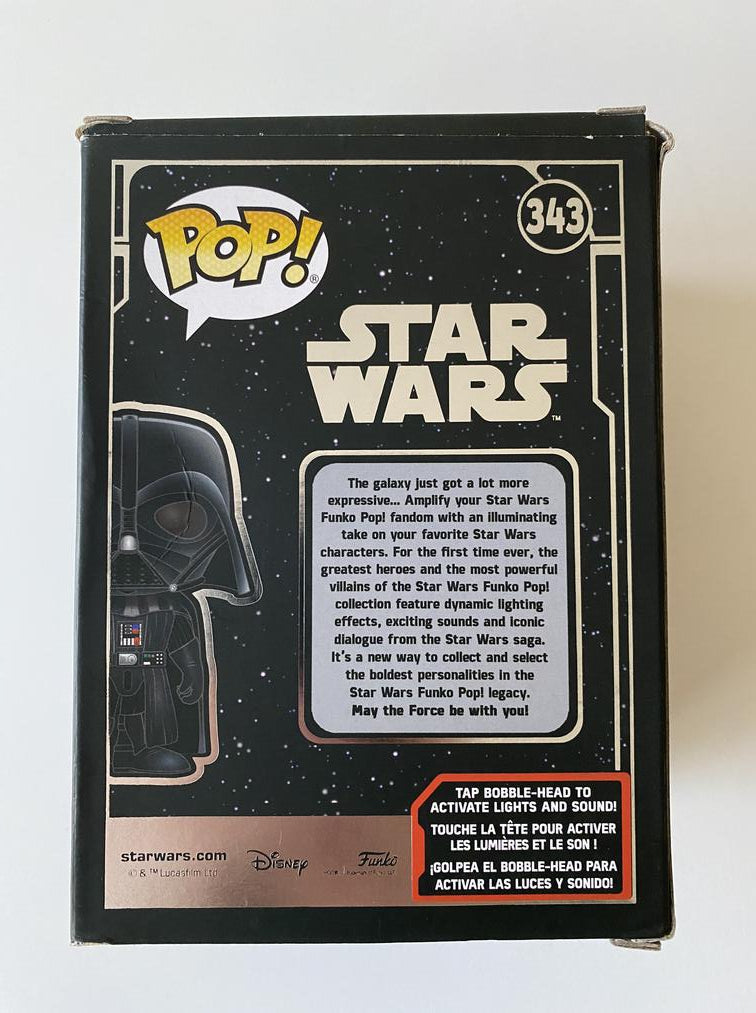 POP!
®
343
STAR
WARS
™
The galaxy just got a lot more
expressive... Amplify your Star Wars
Funko Pop! fandom with an illuminating
take on your favorite Star Wars
characters. For the first time ever, the
greatest heroes and the most powerful
villains of the Star Wars Funko Pop!
collection feature dynamic lighting
effects, exciting sounds and iconic
dialogue from the Star Wars saga.
It's a new way to collect and select
the boldest personalities in the
Star Wars Funko Pop! legacy.
May the Force be with you!
TAP BOBBLE-HEAD TO
ACTIVATE LIGHTS AND SOUND!
TOUCHE LA TÊTE POUR ACTIVER
LES LUMIÈRES ET LE SON !
¡GOLPEA EL BOBBLE-HEAD PARA
ACTIVAR LAS LUCES Y SONIDO!
starwars.com
© & ™ Lucasfilm Ltd
Disney
Funko